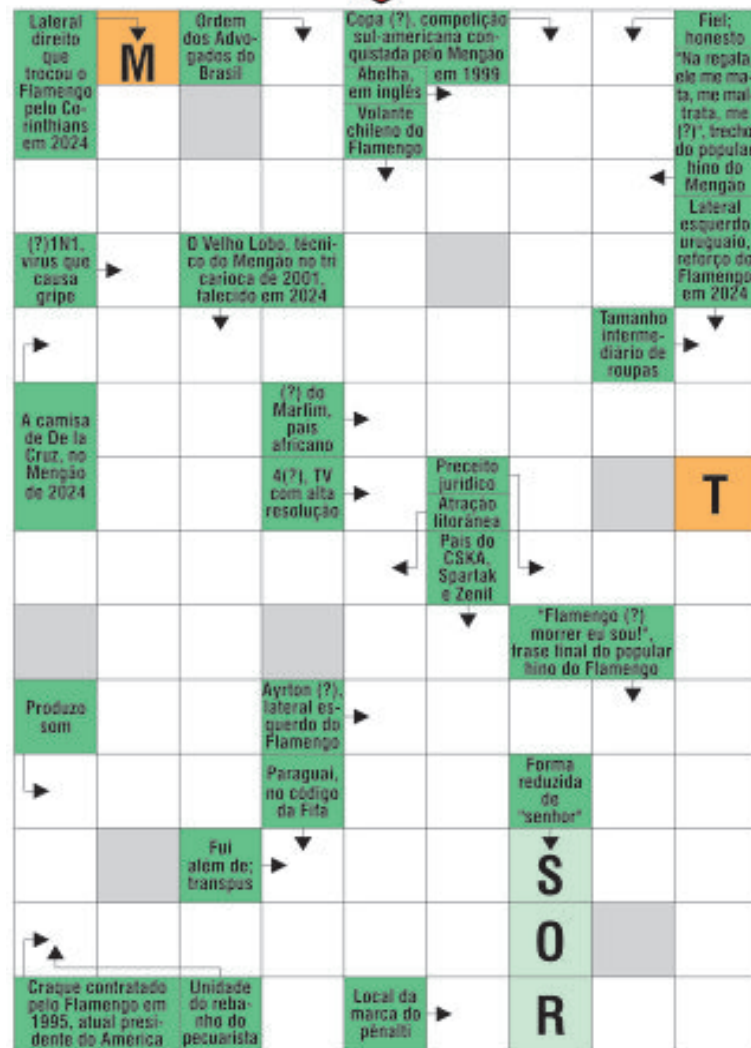 Lateral
direito
que
trocou o
Flamengo
pelo Co-
rinthians
em 2024
M
Ordem
dos Advo-
gados do
Brasil
Copa (?), competição
sul-americana con-
quistada pelo Mengão
em 1999
Abelha,
em inglês
Volante
chileno do
Flamengo
Fiel;
honesto
"Na regata,
ele me ma-
ta, me mal-
trata, me
(?)", trecho
do popular
hino do
Mengão
Lateral
esquerdo
uruguaio,
reforço do
Flamengo
em 2024
(?)1N1,
vírus que
causa
gripe
O Velho Lobo, técni-
co do Mengão no tri
carioca de 2001,
falecido em 2024
Tamanho
interme-
diário de
roupas
A camisa
de De la
Cruz, no
Mengão
de 2024
(?) do
Marfim,
país
africano
4(?), TV
com alta
resolução
Preceito
jurídico
Atração
litorânea
País do
CSKA,
Spartak
e Zenit
T
"Flamengo (?)
morrer eu sou!",
frase final do popular
hino do Flamengo
Produzo
som
Ayrton (?),
lateral es-
querdo do
Flamengo
Paraguai,
no código
da Fifa
Forma
reduzida
de
"senhor"
Fui
além de;
transpus
S
O
R
Craque contratado
pelo Flamengo em
1995, atual presi-
dente do America
Unidade
do reba-
nho do
pecuarista
Local da
marca do
pênalti